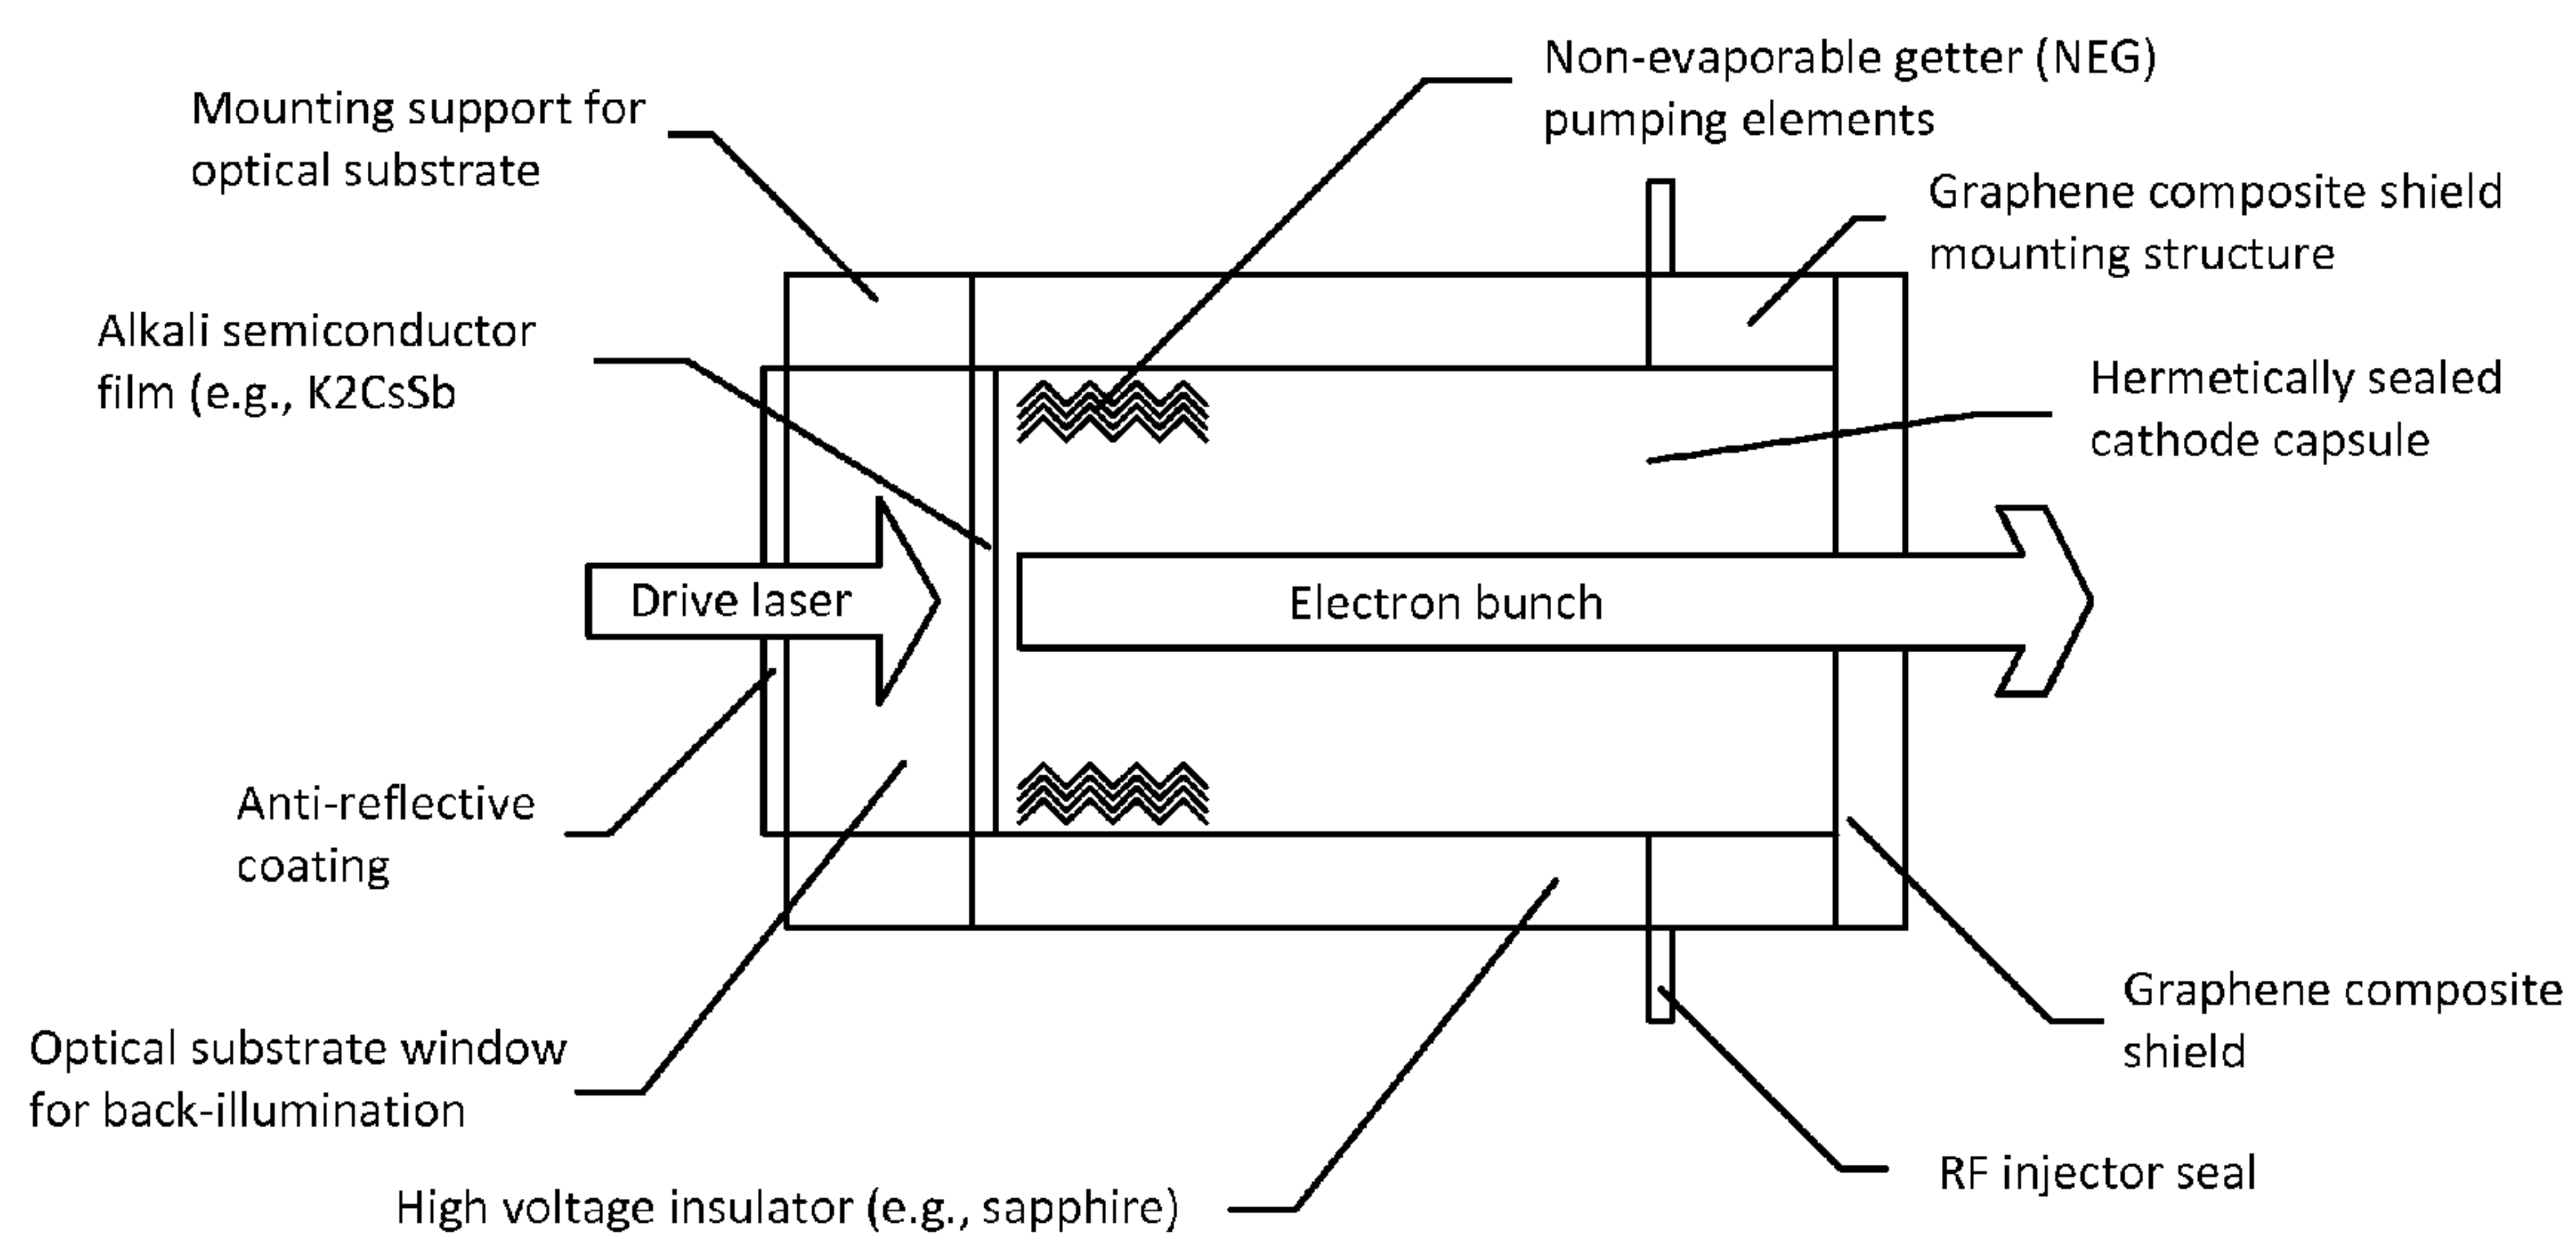 Non-evaporable getter (NEG)
pumping elements
Mounting support for
optical substrate
Graphene composite shield
mounting structure
Alkali semiconductor
film (e.g., K2CsSb
Hermetically sealed
cathode capsule
Drive laser
Electron bunch
Anti-reflective
coating
Graphene composite
shield
Optical substrate window
for back-illumination
RF injector seal
High voltage insulator (e.g., sapphire)